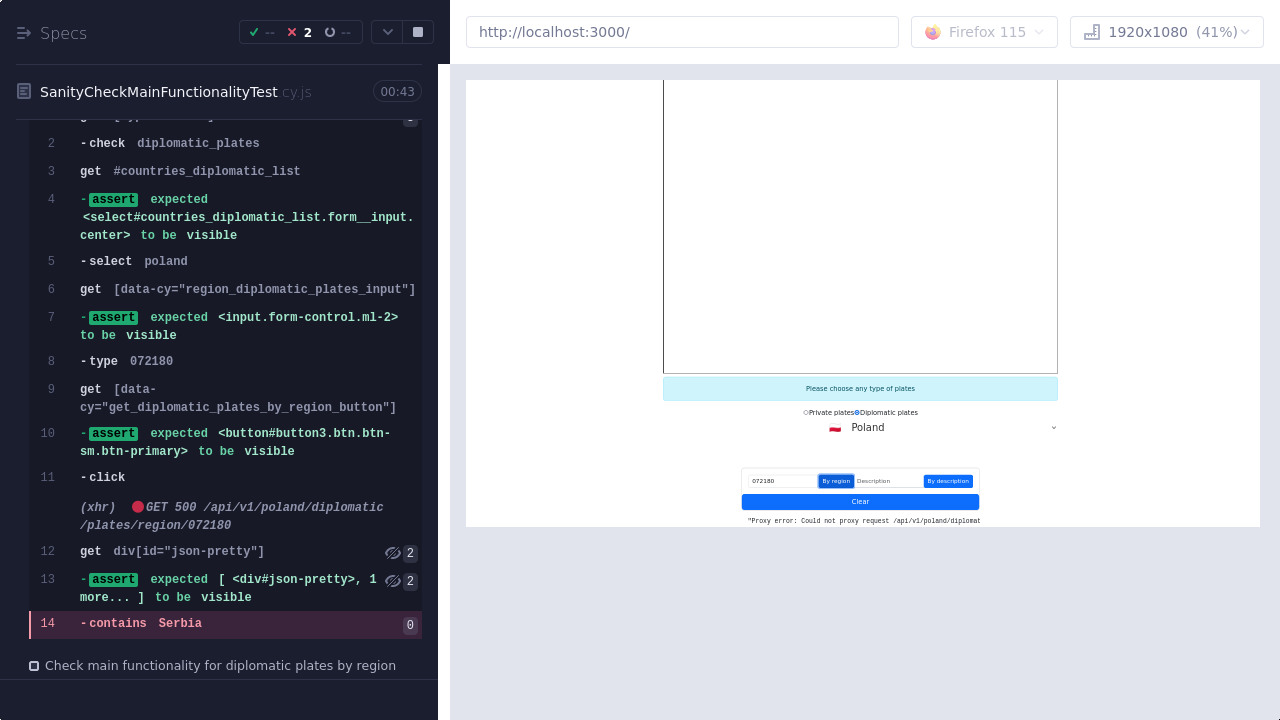 Specs
-- 2 --
http://localhost:3000/
Firefox 115
1920x1080 (41%)
SanityCheckMainFunctionalityTest cy.js
00:43
2 -check diplomatic_plates
3 get #countries_diplomatic_list
4 -assert expected
<select#countries_diplomatic_list.form__input.
center> to be visible
5 -select poland
6 get [data-cy="region_diplomatic_plates_input"]
7 -assert expected <input.form-control.ml-2>
to be visible
8 -type 072180
9 get [data-
cy="get_diplomatic_plates_by_region_button"]
10 -assert expected <button#button3.btn.btn-
sm.btn-primary> to be visible
11 -click
(xhr) GET 500 /api/v1/poland/diplomatic
/plates/region/072180
12 get div[id="json-pretty"] 2
13 -assert expected [ <div#json-pretty>, 1 2
more... ] to be visible
14 -contains Serbia 0
Check main functionality for diplomatic plates by region
Please choose any type of plates
Private plates Diplomatic plates
Poland
072180 By region Description By description
Clear
"Proxy error: Could not proxy request /api/v1/poland/diplomat